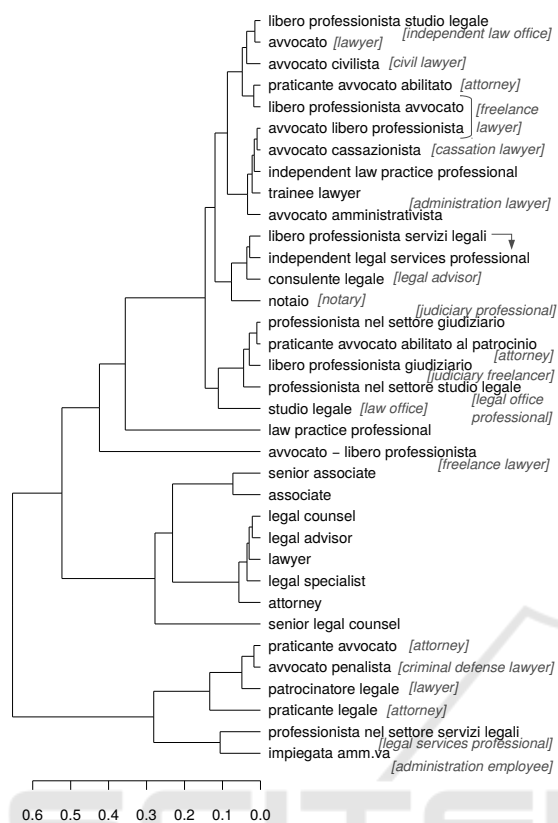 libero professionista studio legale
[independent law office]
avvocato [lawyer]
avvocato civilista [civil lawyer]
praticante avvocato abilitato [attorney]
libero professionista avvocato [freelance
avvocato libero professionista lawyer]
avvocato cassazionista [cassation lawyer]
independent law practice professional
trainee lawyer
[administration lawyer]
avvocato amministrativista
libero professionista servizi legali
independent legal services professional
consulente legale [legal advisor]
notaio [notary]
[judiciary professional]
professionista nel settore giudiziario
praticante avvocato abilitato al patrocinio
[attorney]
libero professionista giudiziario
[judiciary freelancer]
professionista nel settore studio legale
[legal office
studio legale [law office]
professional]
law practice professional
avvocato − libero professionista
[freelance lawyer]
senior associate
associate
legal counsel
legal advisor
lawyer
legal specialist
attorney
senior legal counsel
praticante avvocato [attorney]
avvocato penalista [criminal defense lawyer]
patrocinatore legale [lawyer]
praticante legale [attorney]
professionista nel settore servizi legali
[legal services professional]
impiegata amm.va
[administration employee]
0.6 0.5 0.4 0.3 0.2 0.1 0.0